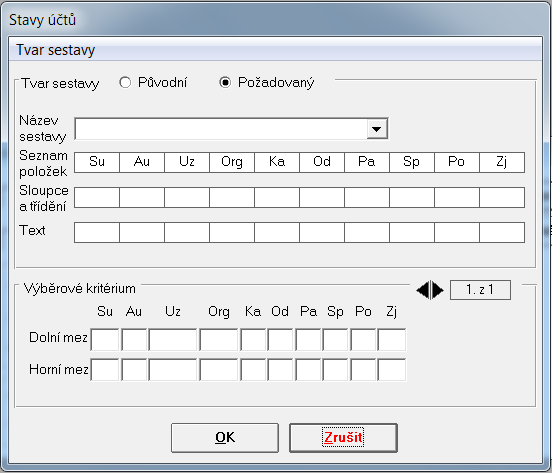 Stavy účtů
Tvar sestavy
Tvar sestavy Původní Požadovaný
Název
sestavy
Seznam
položek Su Au Uz Org Ka Od Pa Sp Po Zj
Sloupce
a třídění
Text
Výběrové kritérium 1. z 1
Su Au Uz Org Ka Od Pa Sp Po Zj
Dolní mez
Horní mez
OK Zrušit